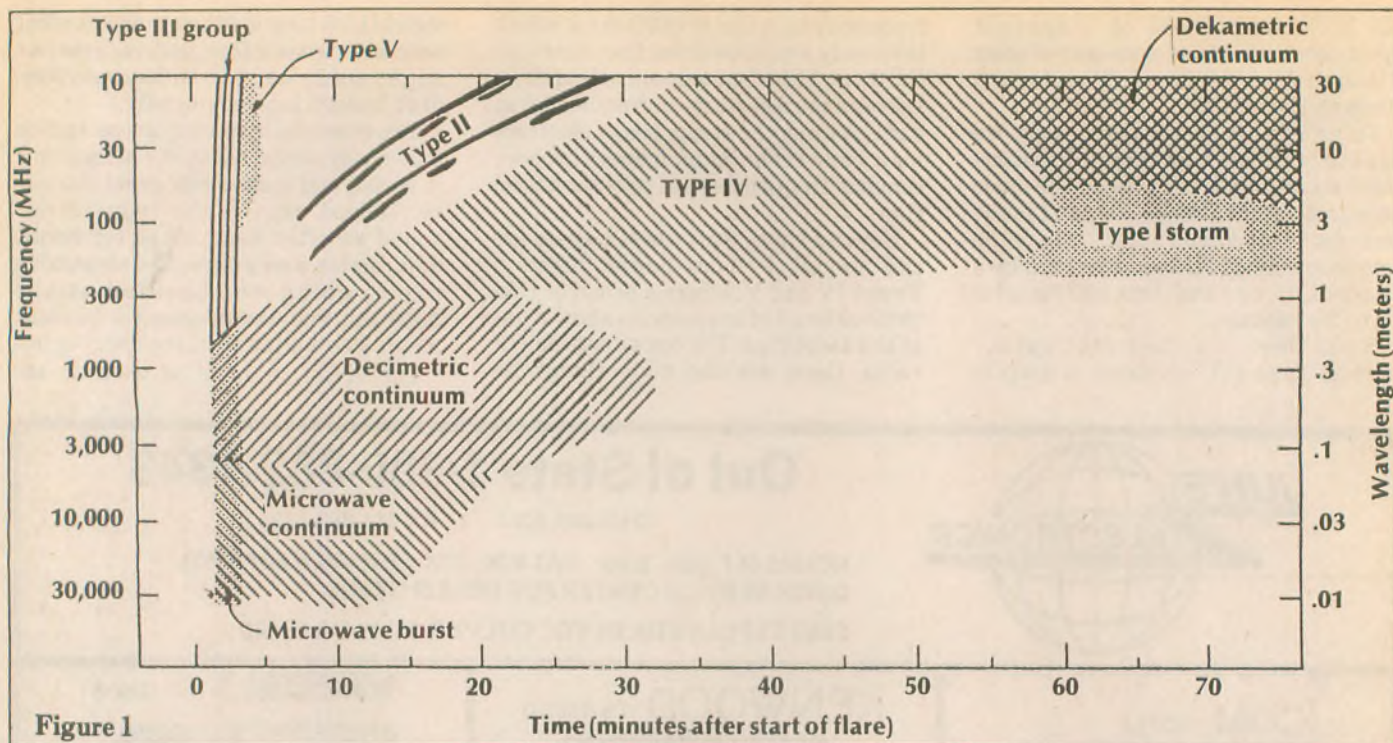 Type III group
Type V
Dekametric
continuum
10
30
100
300
1,000
3,000
10,000
30,000
Frequency (MHz)
30
10
3
1
.3
.1
.03
.01
Wavelength (meters)
Type II
TYPE IV
Type I storm
Decimetric
continuum
Microwave
continuum
Microwave burst
0 10 20 30 40 50 60 70
Figure 1
Time (minutes after start of flare)